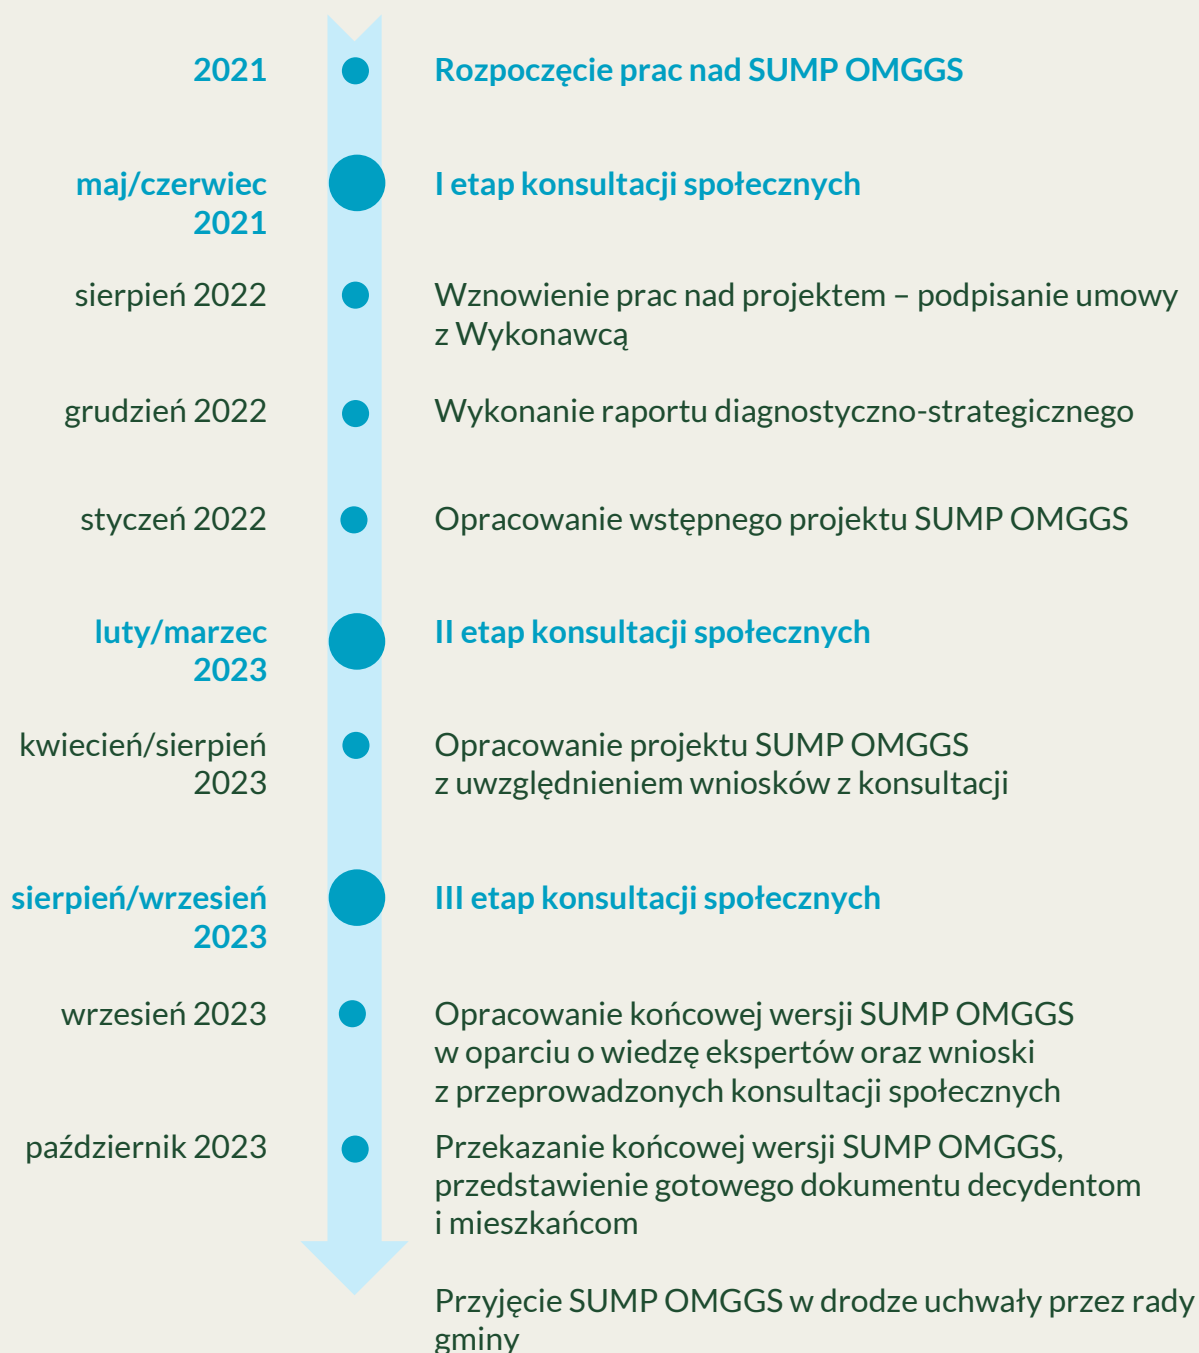 2021
Rozpoczęcie prac nad SUMP OMGGS
maj/czerwiec
2021
I etap konsultacji społecznych
sierpień 2022
Wznowienie prac nad projektem – podpisanie umowy
z Wykonawcą
grudzień 2022
Wykonanie raportu diagnostyczno-strategicznego
styczeń 2022
Opracowanie wstępnego projektu SUMP OMGGS
luty/marzec
2023
II etap konsultacji społecznych
kwiecień/sierpień
2023
Opracowanie projektu SUMP OMGGS
z uwzględnieniem wniosków z konsultacji
sierpień/wrzesień
2023
III etap konsultacji społecznych
wrzesień 2023
Opracowanie końcowej wersji SUMP OMGGS
w oparciu o wiedzę ekspertów oraz wnioski
z przeprowadzonych konsultacji społecznych
październik 2023
Przekazanie końcowej wersji SUMP OMGGS,
przedstawienie gotowego dokumentu decydentom
i mieszkańcom
Przyjęcie SUMP OMGGS w drodze uchwały przez rady
gminy